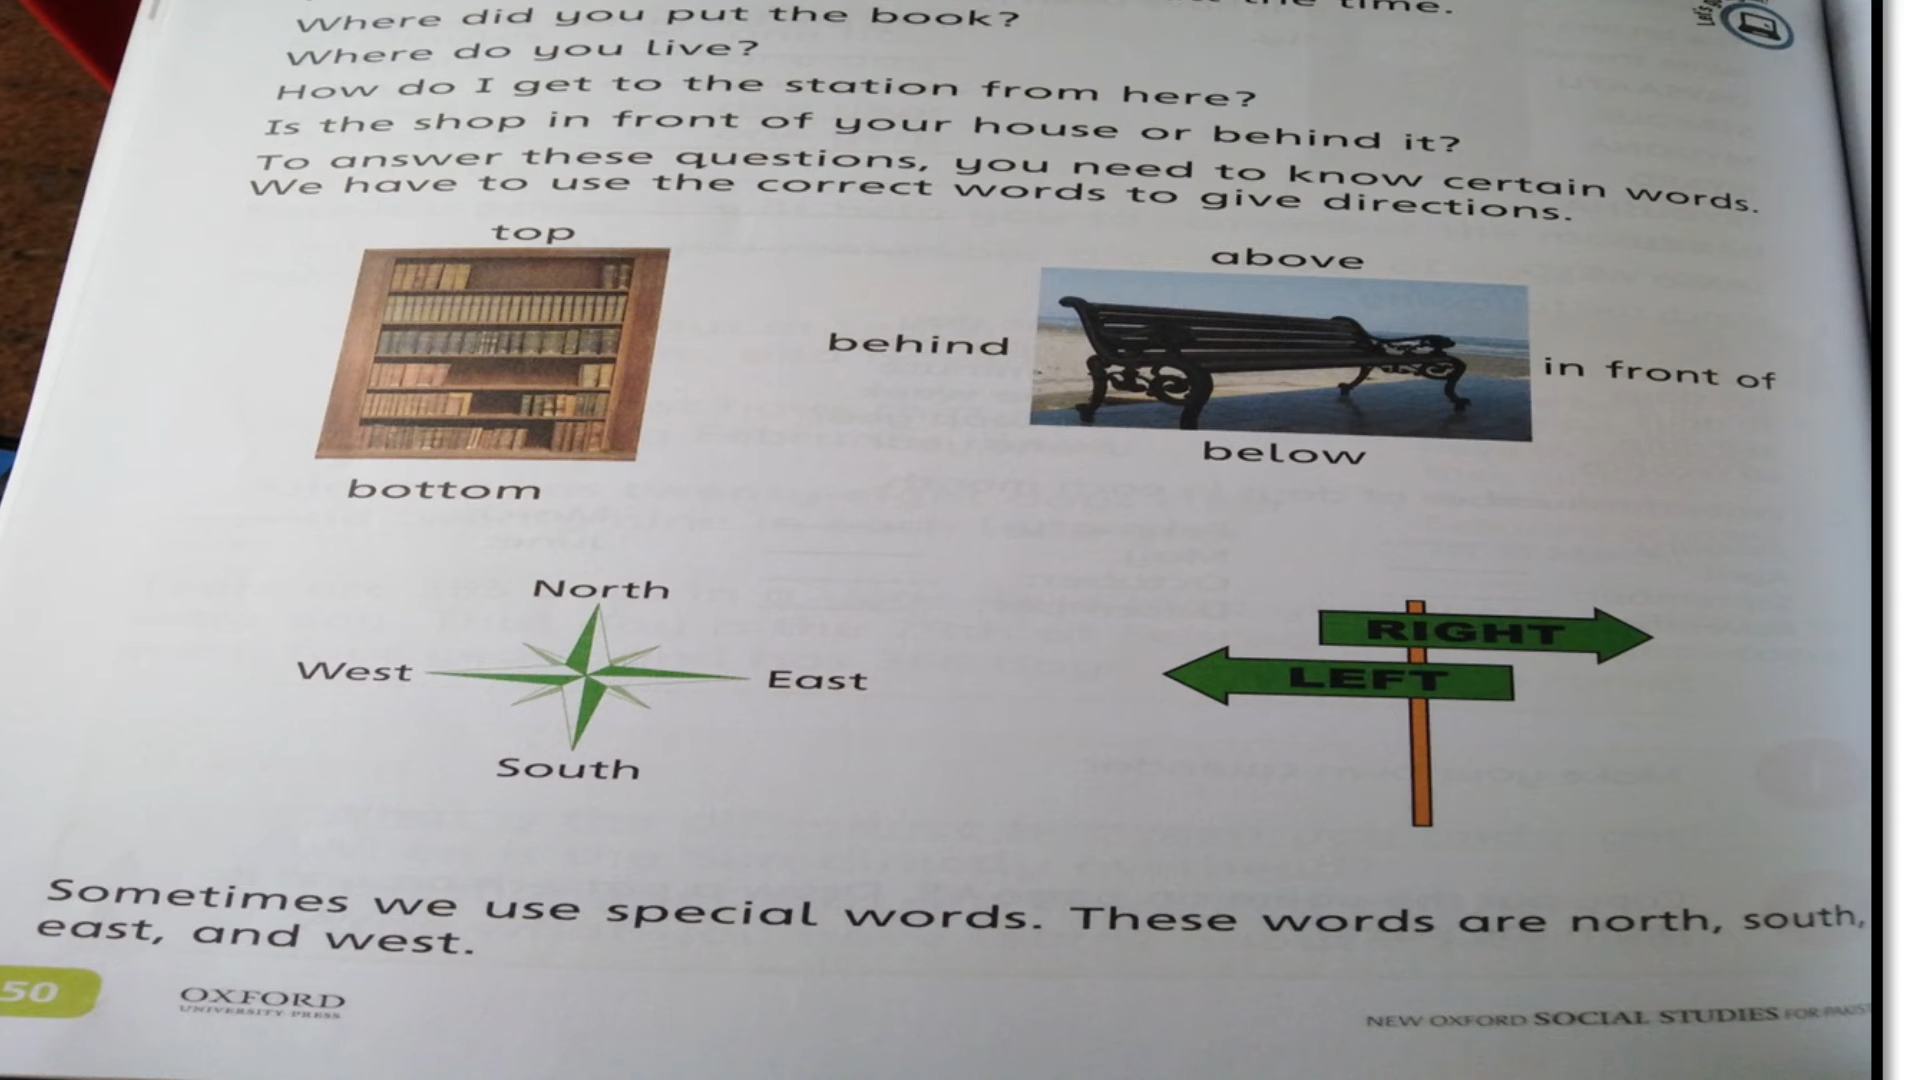 the time.
Where did you put the book?
Where do you live?
How do I get to the station from here?
Is the shop in front of your house or behind it?
To answer these questions, you need to know certain words.
We have to use the correct words to give directions.
top
above
behind
in front of
below
bottom
North
West
East
South
RIGHT
LEFT
Sometimes we use special words. These words are north, south,
east, and west.
50
OXFORD
UNIVERSITY PRESS
NEW OXFORD SOCIAL STUDIES FOR